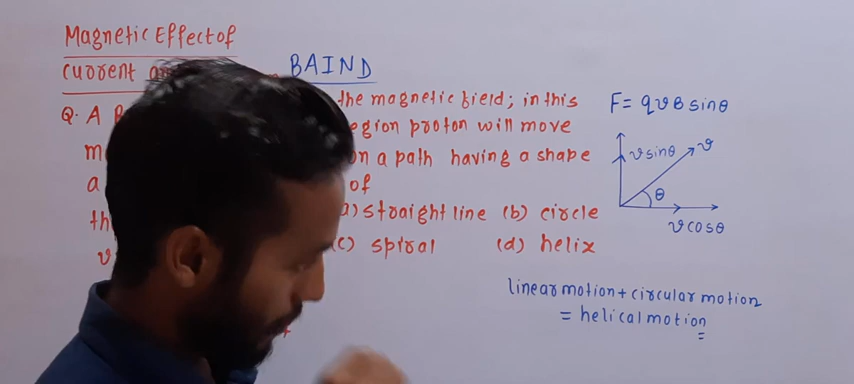 Magnetic Effect of
current
BAIND
Q. A
the magnetic field; in this
region proton will move
on a path having a shape
a
of
th
(a) straight line (b) circle
(c) spiral (d) helix
F = qvB sinθ
v sinθ
v
θ
v cosθ
linear motion + circular motion
= helical motion